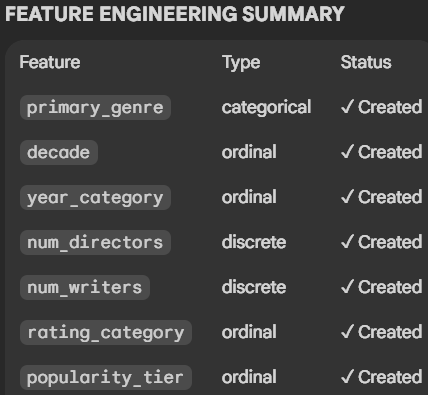 FEATURE ENGINEERING SUMMARY
Feature Type Status
primary_genre categorical ✓ Created
decade ordinal ✓ Created
year_category ordinal ✓ Created
num_directors discrete ✓ Created
num_writers discrete ✓ Created
rating_category ordinal ✓ Created
popularity_tier ordinal ✓ Created